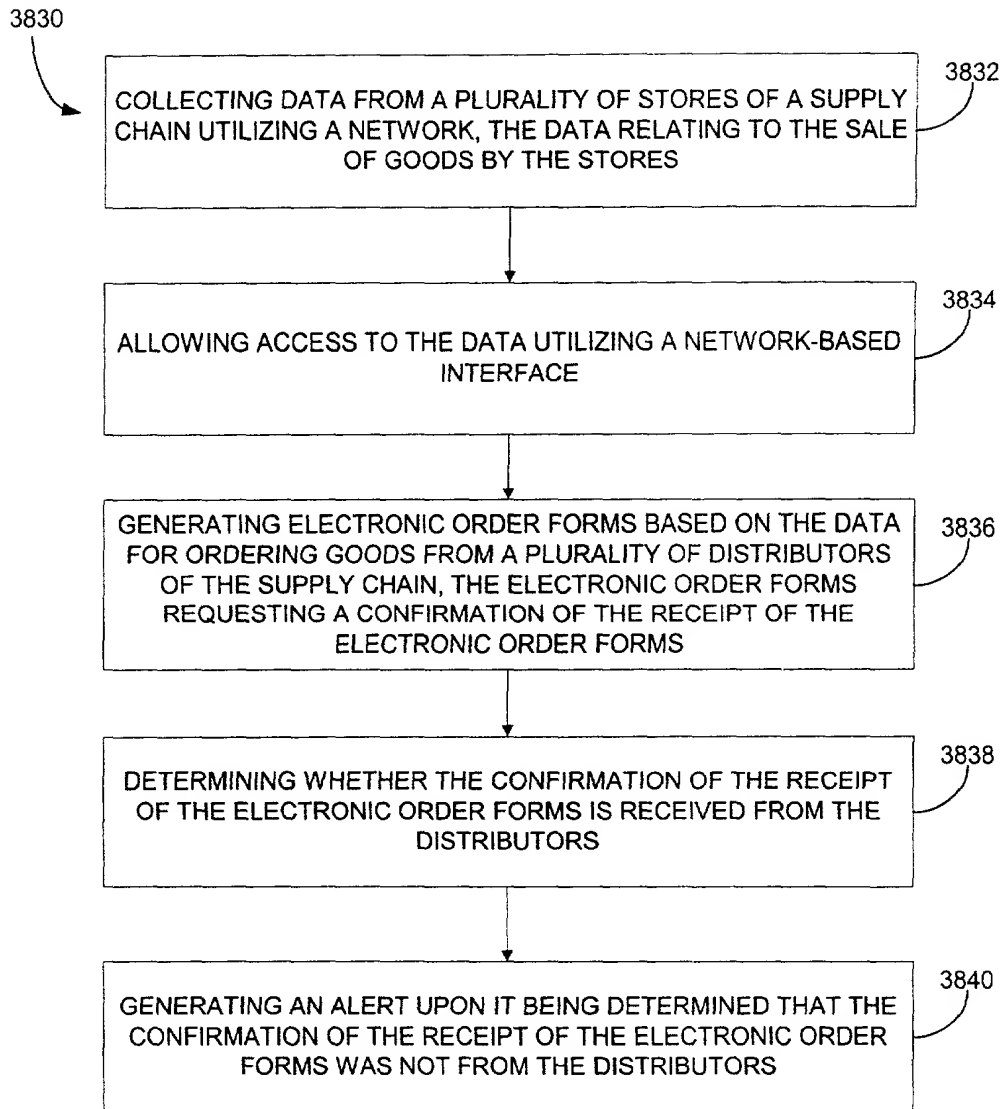 3830
3832
COLLECTING DATA FROM A PLURALITY OF STORES OF A SUPPLY
CHAIN UTILIZING A NETWORK, THE DATA RELATING TO THE SALE
OF GOODS BY THE STORES
3834
ALLOWING ACCESS TO THE DATA UTILIZING A NETWORK-BASED
INTERFACE
3836
GENERATING ELECTRONIC ORDER FORMS BASED ON THE DATA
FOR ORDERING GOODS FROM A PLURALITY OF DISTRIBUTORS
OF THE SUPPLY CHAIN, THE ELECTRONIC ORDER FORMS
REQUESTING A CONFIRMATION OF THE RECEIPT OF THE
ELECTRONIC ORDER FORMS
3838
DETERMINING WHETHER THE CONFIRMATION OF THE RECEIPT
OF THE ELECTRONIC ORDER FORMS IS RECEIVED FROM THE
DISTRIBUTORS
3840
GENERATING AN ALERT UPON IT BEING DETERMINED THAT THE
CONFIRMATION OF THE RECEIPT OF THE ELECTRONIC ORDER
FORMS WAS NOT FROM THE DISTRIBUTORS